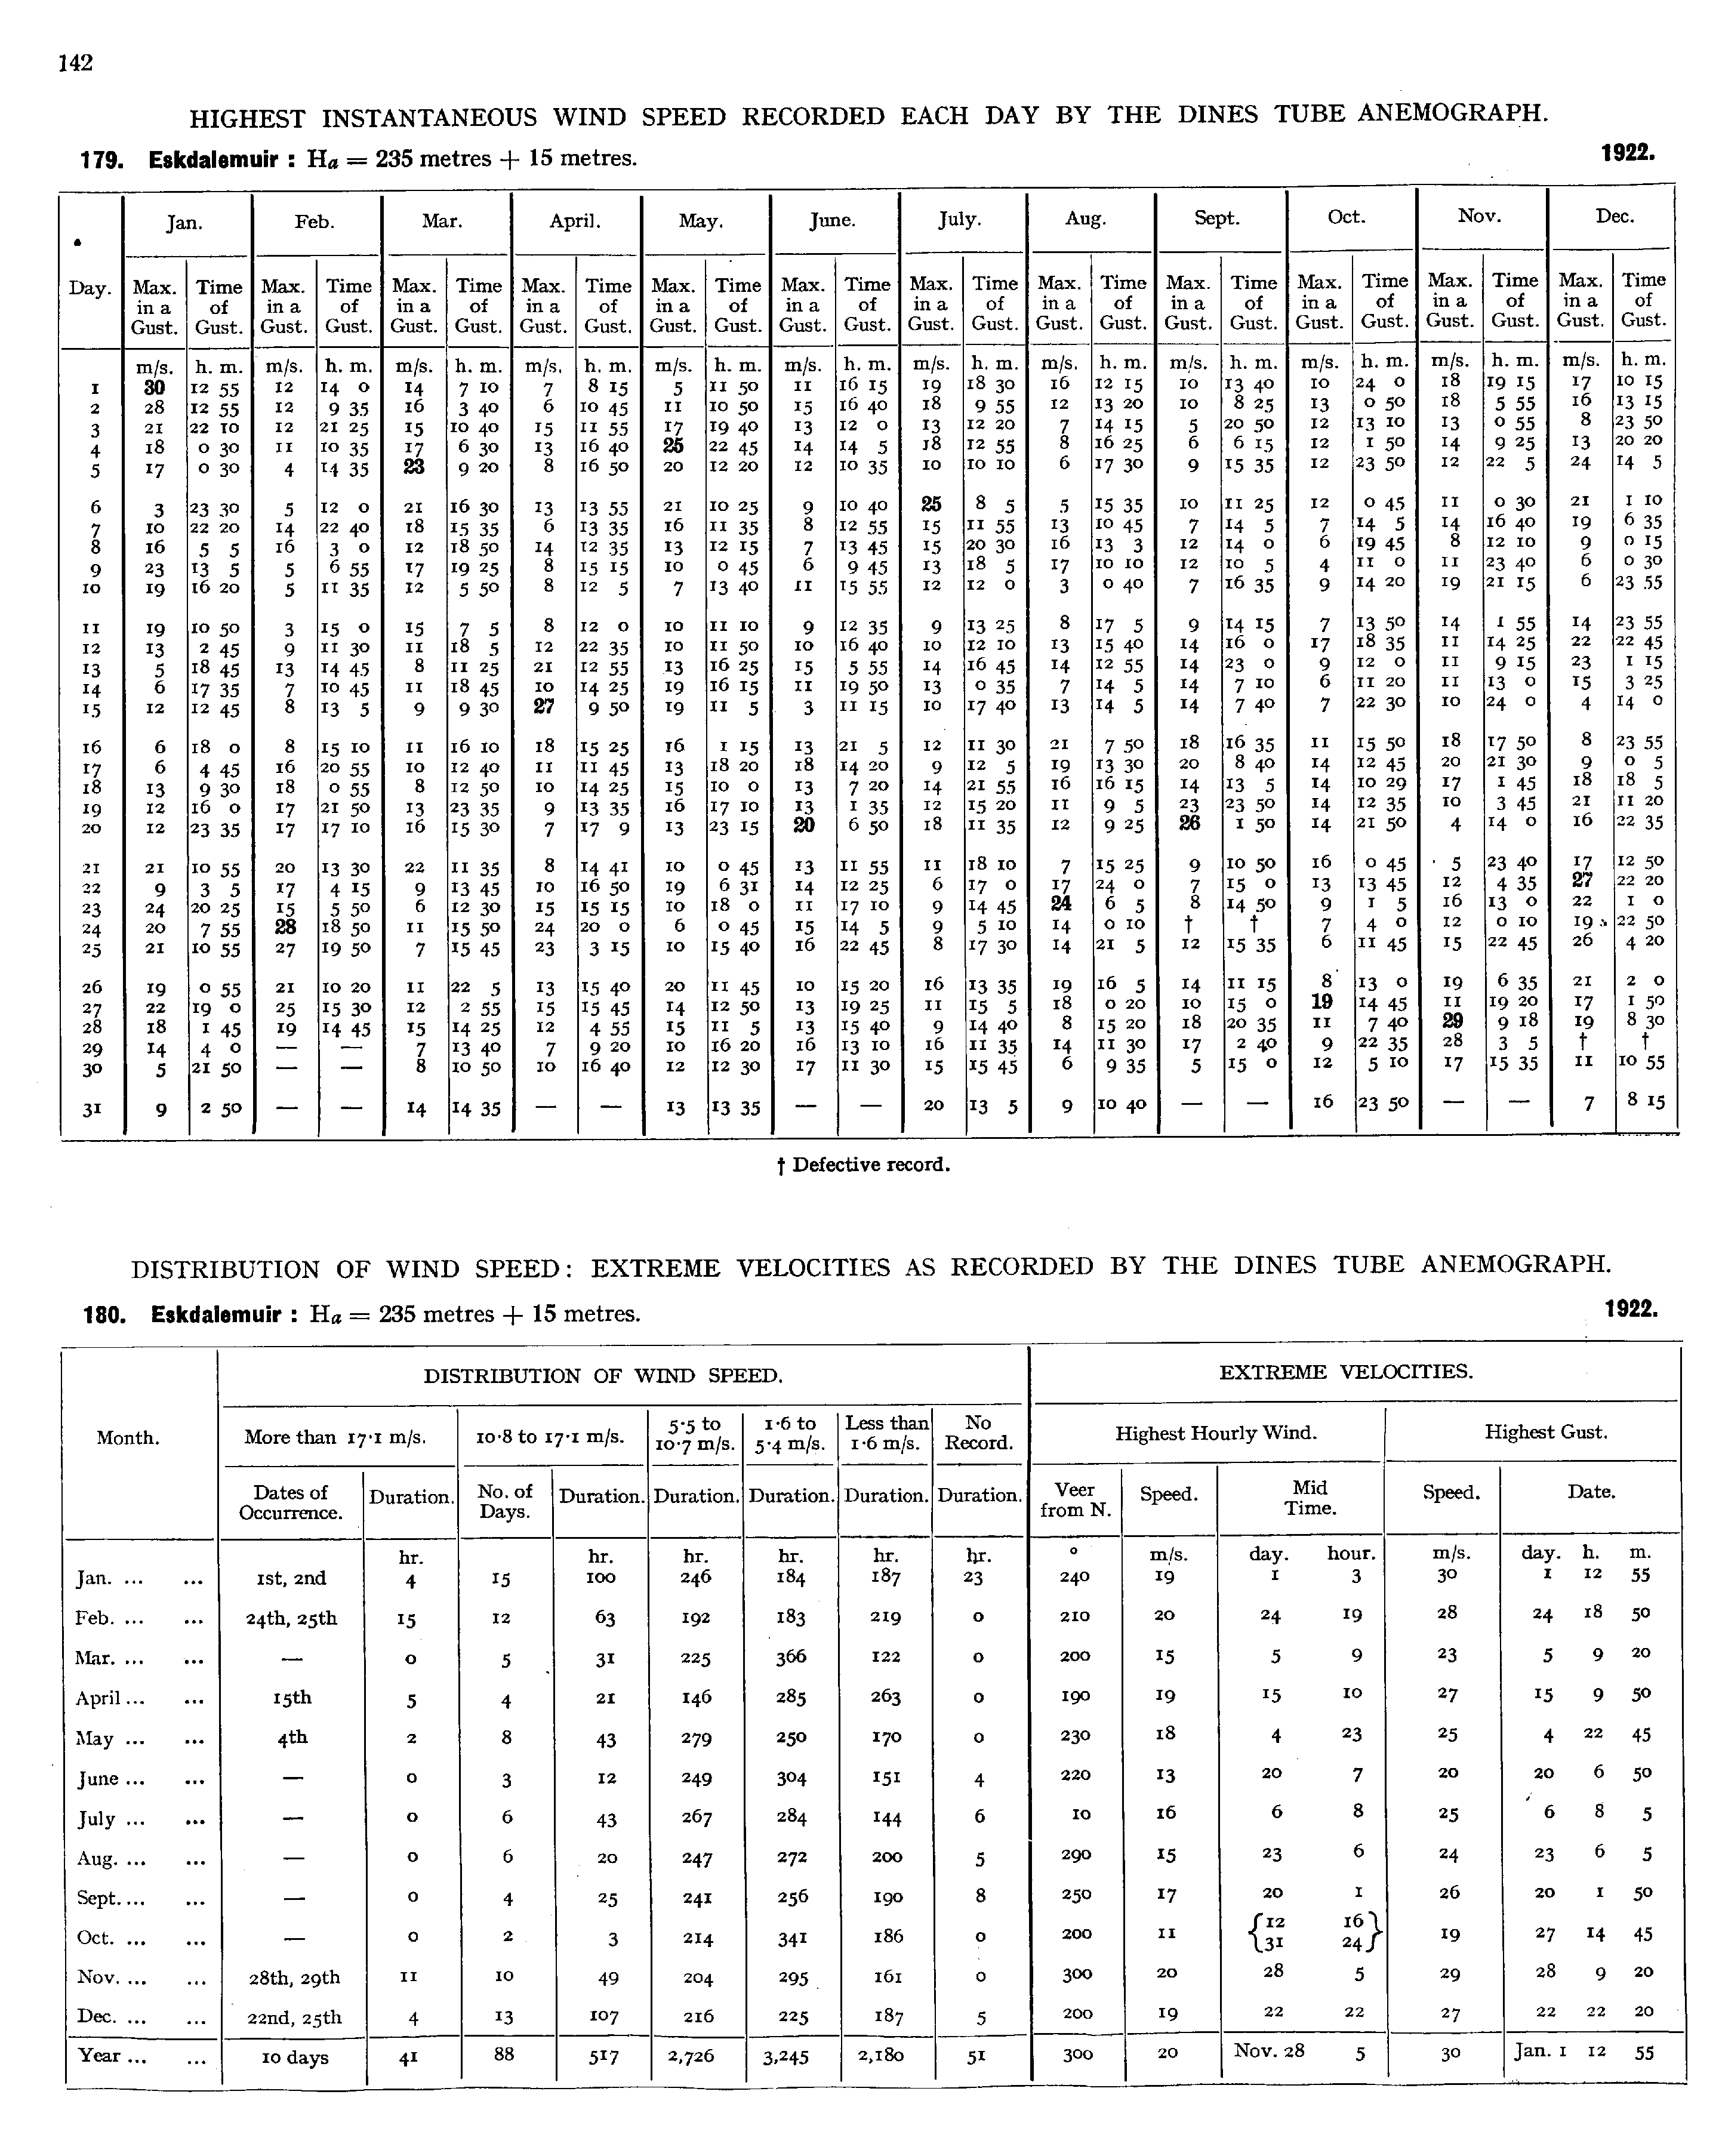 142
HIGHEST INSTANTANEOUS WIND SPEED RECORDED EACH DAY BY THE DINES TUBE ANEMOGRAPH.
179. Eskdalemuir : Ha = 235 metres + 15 metres. 1922.
Day. Jan. Feb. Mar. April. May. June. July. Aug. Sept. Oct. Nov. Dec.
Max. in a Gust. Time of Gust. Max. in a Gust. Time of Gust. Max. in a Gust. Time of Gust. Max. in a Gust. Time of Gust. Max. in a Gust. Time of Gust. Max. in a Gust. Time of Gust. Max. in a Gust. Time of Gust. Max. in a Gust. Time of Gust. Max. in a Gust. Time of Gust. Max. in a Gust. Time of Gust. Max. in a Gust. Time of Gust. Max. in a Gust. Time of Gust.
m/s. h. m. m/s. h. m. m/s. h. m. m/s. h. m. m/s. h. m. m/s. h. m. m/s. h. m. m/s. h. m. m/s. h. m. m/s. h. m. m/s. h. m. m/s. h. m.
1 30 12 55 12 14 0 14 7 10 7 8 15 5 11 50 11 16 15 19 18 30 16 12 15 10 13 40 10 24 0 18 19 15 17 10 15
2 28 12 55 12 9 35 16 3 40 6 10 45 11 10 50 15 16 40 18 9 55 12 13 20 10 8 25 13 0 50 18 5 55 16 13 15
3 21 22 10 12 21 25 15 10 40 15 11 55 17 19 40 13 12 0 13 12 20 7 14 15 5 20 50 12 13 10 13 0 55 8 23 50
4 18 0 30 11 10 35 17 6 30 13 16 40 25 22 45 14 14 5 18 12 55 8 16 25 6 6 15 12 1 50 14 9 25 13 20 20
5 17 0 30 4 14 35 23 9 20 8 16 50 20 12 20 12 10 35 10 10 10 6 17 30 9 15 35 12 23 50 12 22 5 24 14 5
6 3 23 30 5 12 0 21 16 30 13 13 55 21 10 25 9 10 40 25 8 5 5 15 35 10 11 25 12 0 45 11 0 30 21 1 10
7 10 22 20 14 22 40 18 15 35 6 13 35 16 11 35 8 12 55 15 11 55 13 10 45 7 14 5 7 14 5 14 16 40 19 6 35
8 16 5 5 16 3 0 12 18 50 14 12 35 13 12 15 7 13 45 15 20 30 16 13 3 12 14 0 6 19 45 8 12 10 9 0 15
9 23 13 5 5 6 55 17 19 25 8 15 15 10 0 45 6 9 45 13 18 5 17 10 10 12 10 5 4 11 0 11 23 40 6 0 30
10 19 16 20 5 11 35 12 5 50 8 12 5 7 13 40 11 15 55 12 12 0 3 0 40 7 16 35 9 14 20 19 21 15 6 23 55
11 19 10 50 3 15 0 15 7 5 8 12 0 10 11 10 9 12 35 9 13 25 8 17 5 9 14 15 7 13 50 14 1 55 14 23 55
12 13 2 45 9 11 30 11 18 5 12 22 35 10 11 50 10 16 40 10 12 10 13 15 40 14 16 0 17 18 35 11 14 25 22 22 45
13 5 18 45 13 14 45 8 11 25 21 12 55 13 16 25 15 5 55 14 16 45 14 12 55 14 23 0 9 12 0 11 9 15 23 1 15
14 6 17 35 7 10 45 11 18 45 10 14 25 19 16 15 11 19 50 13 0 35 7 14 5 14 7 10 6 11 20 11 13 0 15 3 25
15 12 12 45 8 13 5 9 9 30 27 9 50 19 11 5 3 11 15 10 17 40 13 14 5 14 7 40 7 22 30 10 24 0 4 14 0
16 6 18 0 8 15 10 11 16 10 18 15 25 16 1 15 13 21 5 12 11 30 21 7 50 18 16 35 11 15 50 18 17 50 8 23 55
17 6 4 45 16 20 55 10 12 40 11 11 45 13 18 20 18 14 20 9 12 5 19 13 30 20 8 40 14 12 45 20 21 30 9 0 5
18 13 9 30 18 0 55 8 12 50 10 14 25 15 10 0 13 7 20 14 21 55 16 16 15 14 13 5 14 10 29 17 1 45 18 18 5
19 12 16 0 17 21 50 13 23 35 9 13 35 16 17 10 13 1 35 12 15 20 11 9 5 23 23 50 14 12 35 10 3 45 21 11 20
20 12 23 35 17 17 10 16 15 30 7 17 9 13 23 15 20 6 50 18 11 35 12 9 25 26 1 50 14 21 50 4 14 0 16 22 35
21 21 10 55 20 13 30 22 11 35 8 14 41 10 0 45 13 11 55 11 18 10 7 15 25 9 10 50 16 0 45 5 23 40 17 12 50
22 9 3 5 17 4 15 9 13 45 10 16 50 19 6 31 14 12 25 6 17 0 17 24 0 7 15 0 13 13 45 12 4 35 27 22 20
23 24 20 25 15 5 50 6 12 30 15 15 15 10 18 0 11 17 10 9 14 45 24 6 5 8 14 50 9 1 5 16 13 0 22 1 0
24 20 7 55 28 18 50 11 15 50 24 20 0 6 0 45 15 14 5 9 5 10 14 0 10 † † 7 4 0 12 0 10 19 22 50
25 21 10 55 27 19 50 7 15 45 23 3 15 10 15 40 16 22 45 8 17 30 14 21 5 12 15 35 6 11 45 15 22 45 26 4 20
26 19 0 55 21 10 20 11 22 5 13 15 40 20 11 45 10 15 20 16 13 35 19 16 5 14 11 15 8 13 0 19 6 35 21 2 0
27 22 19 0 25 15 30 12 2 55 15 15 45 14 12 50 13 19 25 11 15 5 18 0 20 10 15 0 19 14 45 11 19 20 17 1 50
28 18 1 45 19 14 45 15 14 25 12 4 55 15 11 5 13 15 40 9 14 40 8 15 20 18 20 35 11 7 40 29 9 18 19 8 30
29 14 4 0 — — 7 13 40 7 9 20 10 16 20 16 13 10 16 11 35 14 11 30 17 2 40 9 22 35 28 3 5 † †
30 5 21 50 — — 8 10 50 10 16 40 12 12 30 17 11 30 15 15 45 6 9 35 5 15 0 12 5 10 17 15 35 11 10 55
31 9 2 50 — — 14 14 35 — — 13 13 35 — — 20 13 5 9 10 40 — — 16 23 50 — — 7 8 15
† Defective record.
DISTRIBUTION OF WIND SPEED: EXTREME VELOCITIES AS RECORDED BY THE DINES TUBE ANEMOGRAPH.
180. Eskdalemuir : Ha = 235 metres + 15 metres. 1922.
Month. DISTRIBUTION OF WIND SPEED. EXTREME VELOCITIES.
More than 17·1 m/s. 10·8 to 17·1 m/s. 5·5 to 10·7 m/s. 1·6 to 5·4 m/s. Less than 1·6 m/s. No Record. Highest Hourly Wind. Highest Gust.
Dates of Occurrence. Duration. No. of Days. Duration. Duration. Duration. Duration. Duration. Veer from N. Speed. Mid Time. Speed. Date.
hr. hr. hr. hr. hr. hr. ° m/s. day. hour. m/s. day. h. m.
Jan. ... ... 1st, 2nd 4 15 100 246 184 187 23 240 19 1 3 30 1 12 55
Feb. ... ... 24th, 25th 15 12 63 192 183 219 0 210 20 24 19 28 24 18 50
Mar. ... ... — 0 5 31 225 366 122 0 200 15 5 9 23 5 9 20
April ... ... 15th 5 4 21 146 285 263 0 190 19 15 10 27 15 9 50
May ... ... 4th 2 8 43 279 250 170 0 230 18 4 23 25 4 22 45
June ... ... — 0 3 12 249 304 151 4 220 13 20 7 20 20 6 50
July ... ... — 0 6 43 267 284 144 6 10 16 6 8 25 6 8 5
Aug. ... ... — 0 6 20 247 272 200 5 290 15 23 6 24 23 6 5
Sept. ... ... — 0 4 25 241 256 190 8 250 17 20 1 26 20 1 50
Oct. ... ... — 0 2 3 214 341 186 0 200 11 {12 16} {31 24} 19 27 14 45
Nov. ... ... 28th, 29th 11 10 49 204 295 161 0 300 20 28 5 29 28 9 20
Dec. ... ... 22nd, 25th 4 13 107 216 225 187 5 200 19 22 22 27 22 22 20
Year ... ... 10 days 41 88 517 2,726 3,245 2,180 51 300 20 Nov. 28 5 30 Jan. 1 12 55